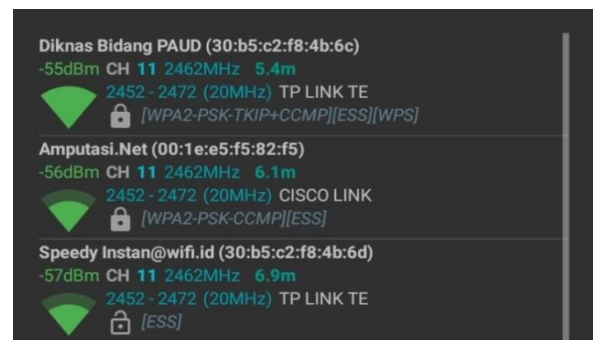 Diknas Bidang PAUD (30:b5:c2:f8:4b:6c)
-55dBm CH 11 2462MHz 5.4m
2452 - 2472 (20MHz) TP LINK TE
[WPA2-PSK-TKIP+CCMP][ESS][WPS]
Amputasi.Net (00:1e:e5:f5:82:f5)
-56dBm CH 11 2462MHz 6.1m
2452 - 2472 (20MHz) CISCO LINK
[WPA2-PSK-CCMP][ESS]
Speedy Instan@wifi.id (30:b5:c2:f8:4b:6d)
-57dBm CH 11 2462MHz 6.9m
2452 - 2472 (20MHz) TP LINK TE
[ESS]